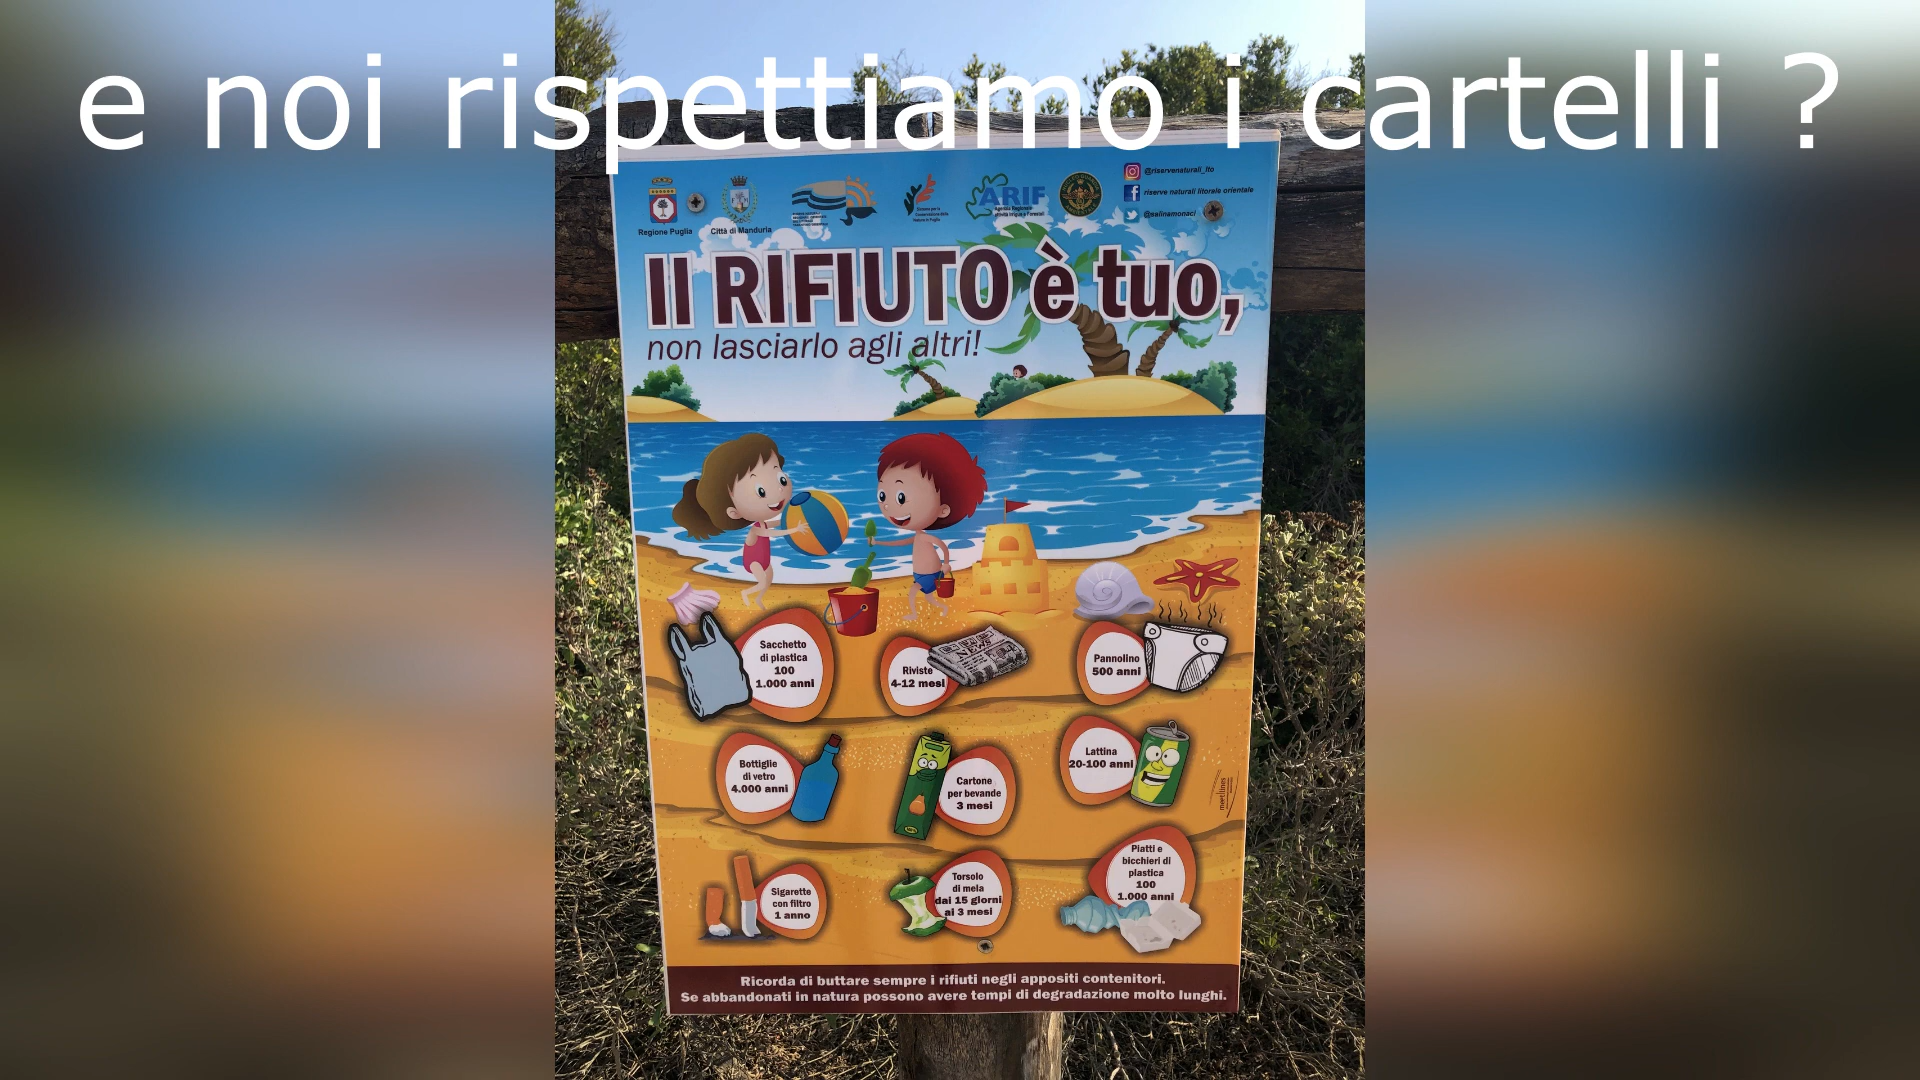 e noi rispettiamo i cartelli ?
@riservenaturali_lto
riserve naturali litorale orientale
@salinamonaci
ARIF
Regione Puglia
Città di Manduria
Il RIFIUTO è tuo,
non lasciarlo agli altri!
Sacchetto
di plastica
100
1.000 anni
Riviste
4-12 mesi
NEWS
Pannolino
500 anni
Bottiglie
di vetro
4.000 anni
Cartone
per bevande
3 mesi
Lattina
20-100 anni
Sigarette
con filtro
1 anno
Torsolo
di mela
dai 15 giorni
ai 3 mesi
Piatti e
bicchieri di
plastica
100
1.000 anni
Ricorda di buttare sempre i rifiuti negli appositi contenitori.
Se abbandonati in natura possono avere tempi di degradazione molto lunghi.